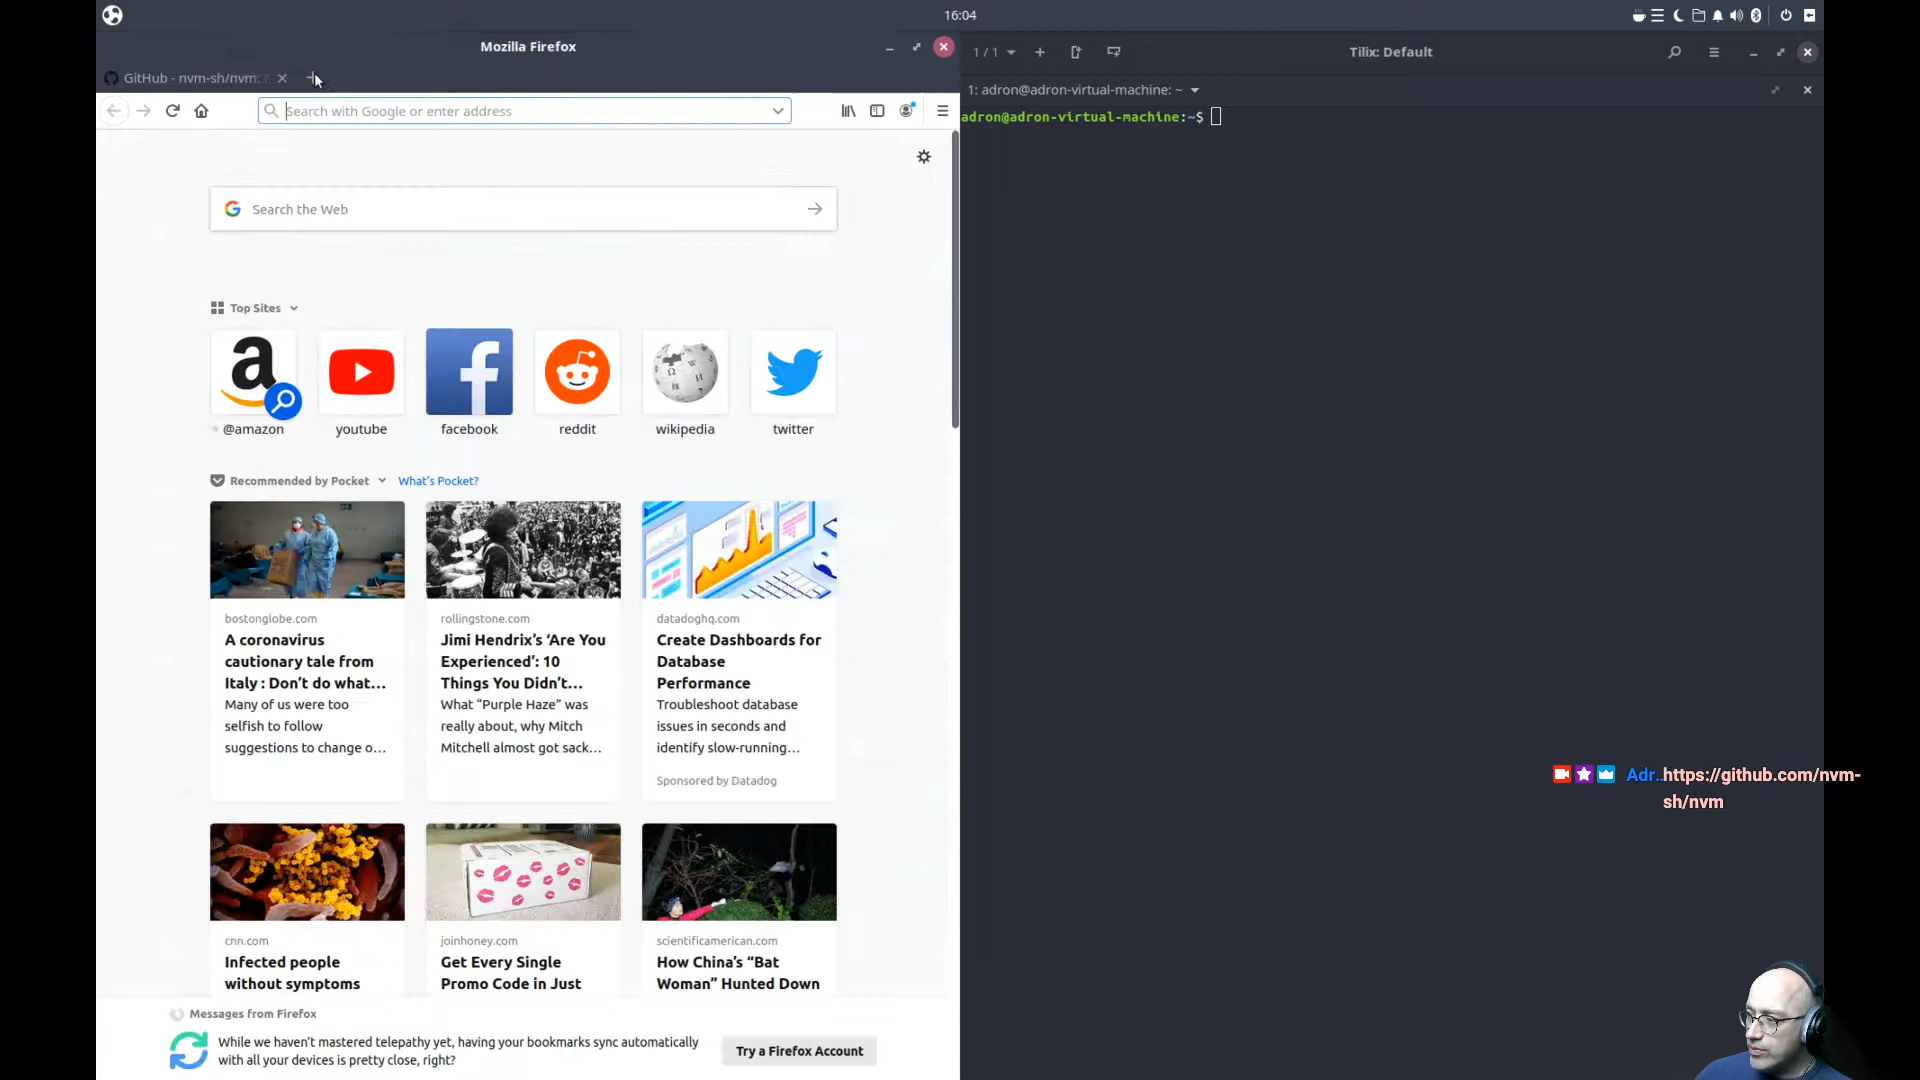 16:04
Mozilla Firefox
GitHub - nvm-sh/nvm:
Search with Google or enter address
Search the Web
Top Sites
@amazon
youtube
facebook
reddit
wikipedia
twitter
Recommended by Pocket
What's Pocket?
bostonglobe.com
A coronavirus
cautionary tale from
Italy : Don't do what…
Many of us were too
selfish to follow
suggestions to change o…
rollingstone.com
Jimi Hendrix's 'Are You
Experienced': 10
Things You Didn't…
What "Purple Haze" was
really about, why Mitch
Mitchell almost got sack…
datadoghq.com
Create Dashboards for
Database
Performance
Troubleshoot database
issues in seconds and
identify slow-running…
Sponsored by Datadog
cnn.com
Infected people
without symptoms
joinhoney.com
Get Every Single
Promo Code in Just
scientificamerican.com
How China's "Bat
Woman" Hunted Down
Messages from Firefox
While we haven't mastered telepathy yet, having your bookmarks sync automatically
with all your devices is pretty close, right?
Try a Firefox Account
1 / 1
Tilix: Default
1: adron@adron-virtual-machine: ~
adron@adron-virtual-machine:~$
Adr..https://github.com/nvm-
sh/nvm